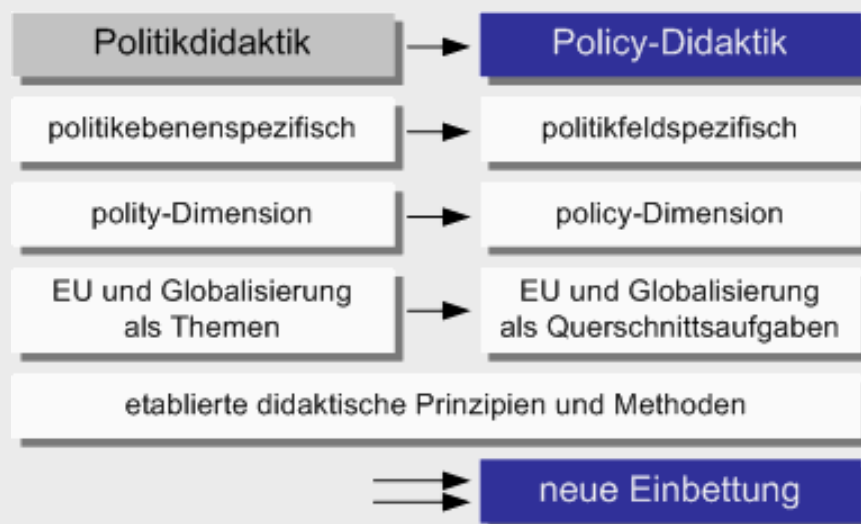 Politikdidaktik
Policy-Didaktik
politikebenenspezifisch
politikfeldspezifisch
polity-Dimension
policy-Dimension
EU und Globalisierung
als Themen
EU und Globalisierung
als Querschnittsaufgaben
etablierte didaktische Prinzipien und Methoden
neue Einbettung